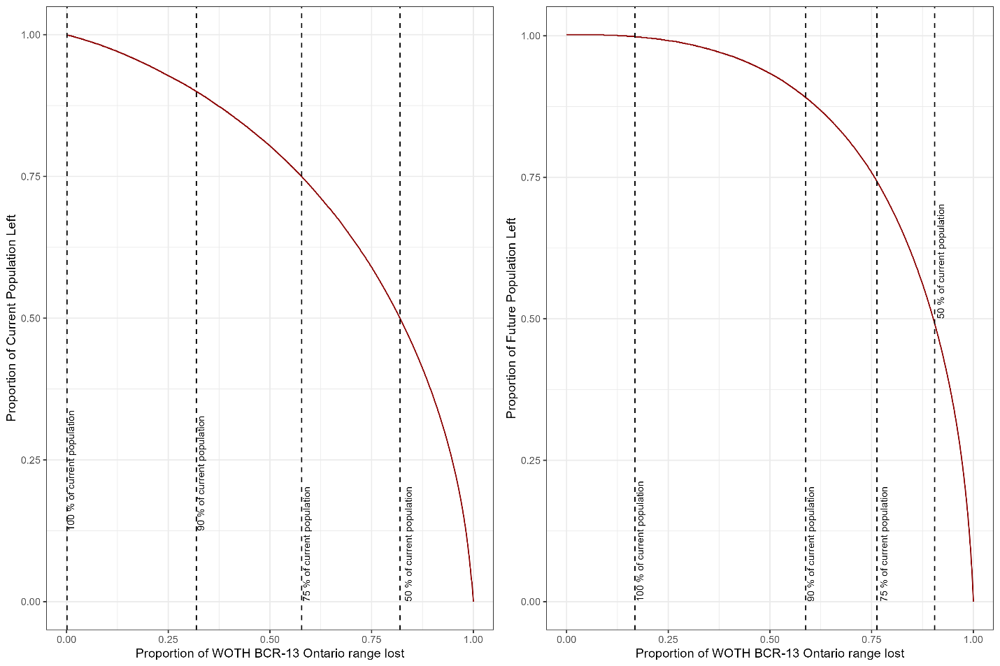 Proportion of Current Population Left
1.00
0.75
0.50
0.25
0.00
100 % of current population
90 % of current population
75 % of current population
50 % of current population
0.00 0.25 0.50 0.75 1.00
Proportion of WOTH BCR-13 Ontario range lost
Proportion of Future Population Left
1.00
0.75
0.50
0.25
0.00
100 % of current population
90 % of current population
75 % of current population
50 % of current population
0.00 0.25 0.50 0.75 1.00
Proportion of WOTH BCR-13 Ontario range lost